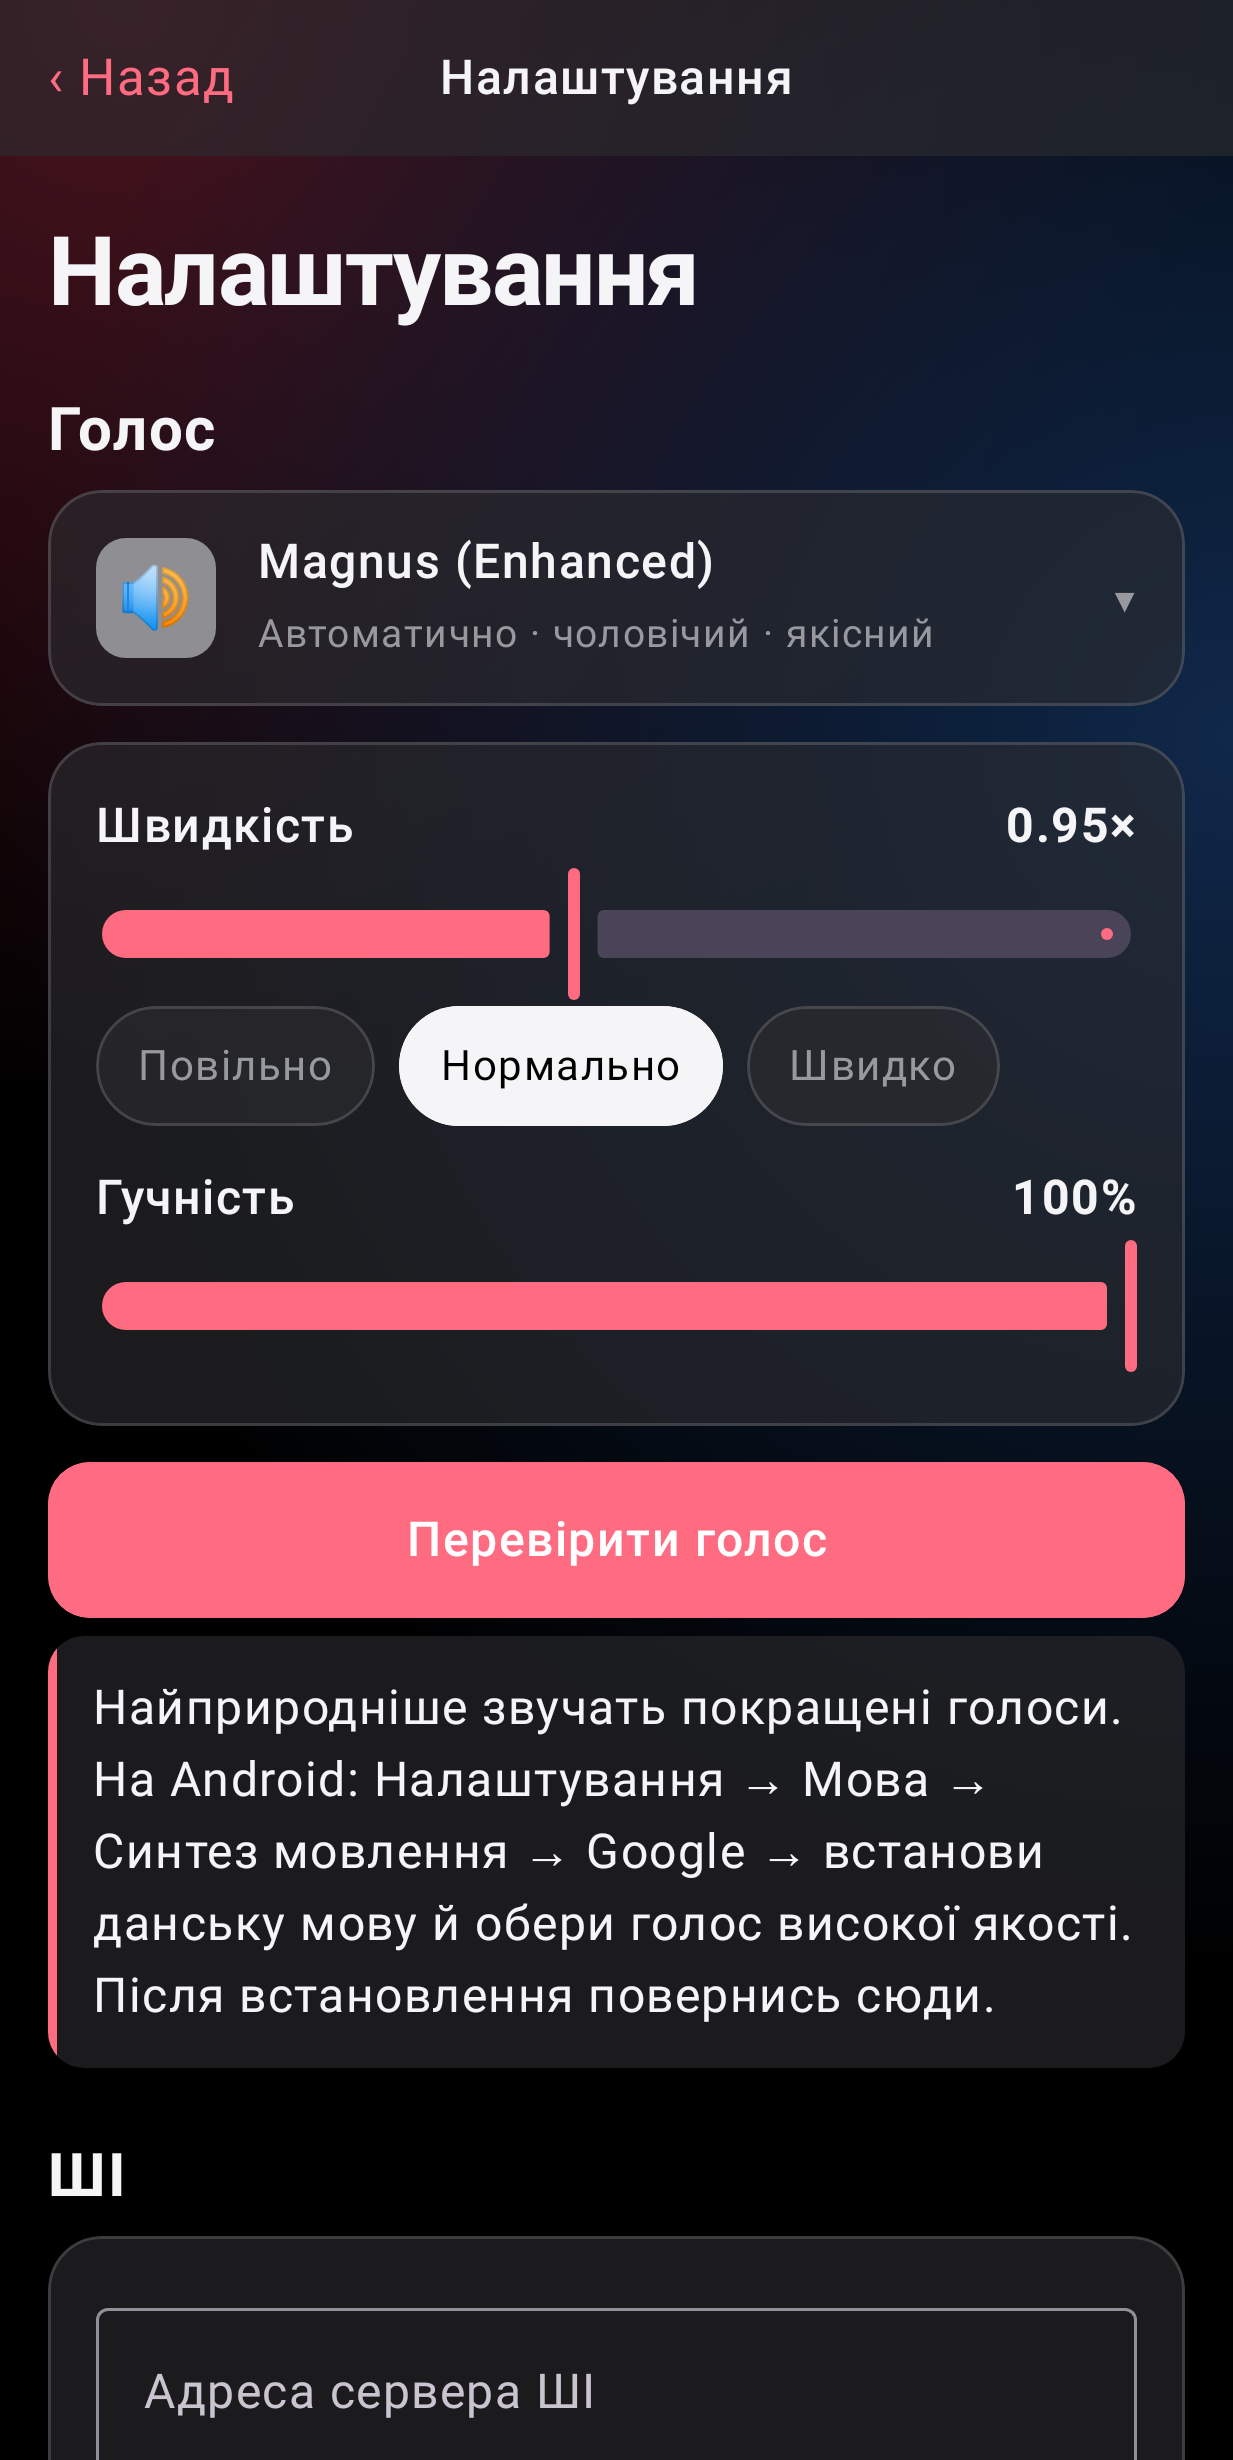 ‹ Назад
Налаштування
Налаштування
Голос
Magnus (Enhanced)
Автоматично · чоловічий · якісний
▼
Швидкість
0.95×
Повільно
Нормально
Швидко
Гучність
100%
Перевірити голос
Найприродніше звучать покращені голоси.
На Android: Налаштування → Мова →
Синтез мовлення → Google → встанови
данську мову й обери голос високої якості.
Після встановлення повернись сюди.
ШІ
Адреса сервера ШІ